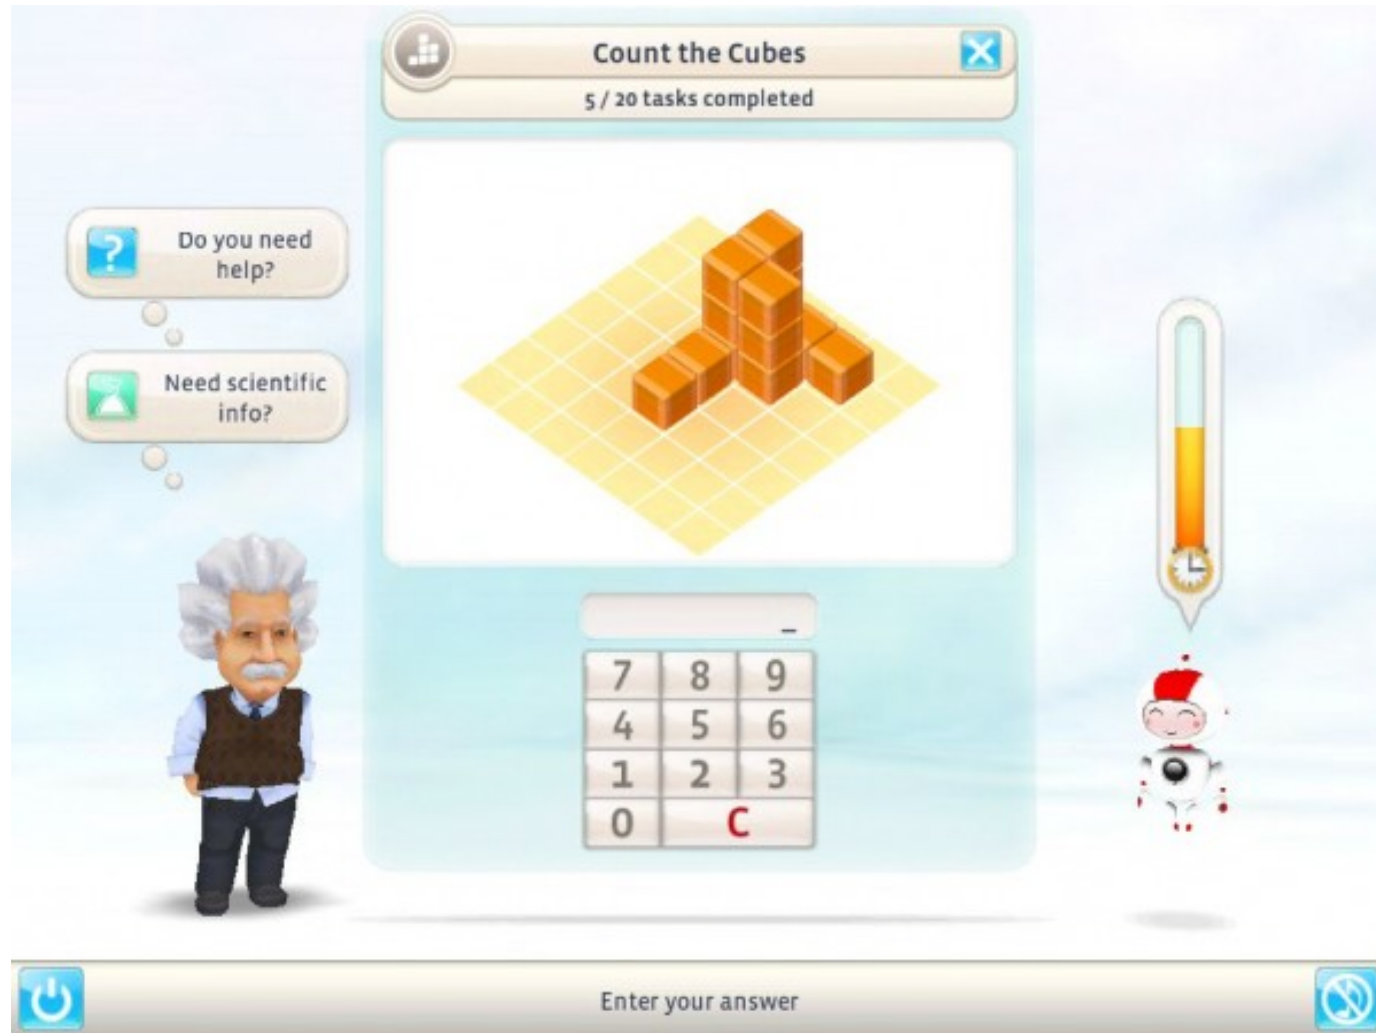 Count the Cubes
5 / 20 tasks completed
Do you need
help?
?
Need scientific
info?
_
7 8 9
4 5 6
1 2 3
0 C
Enter your answer